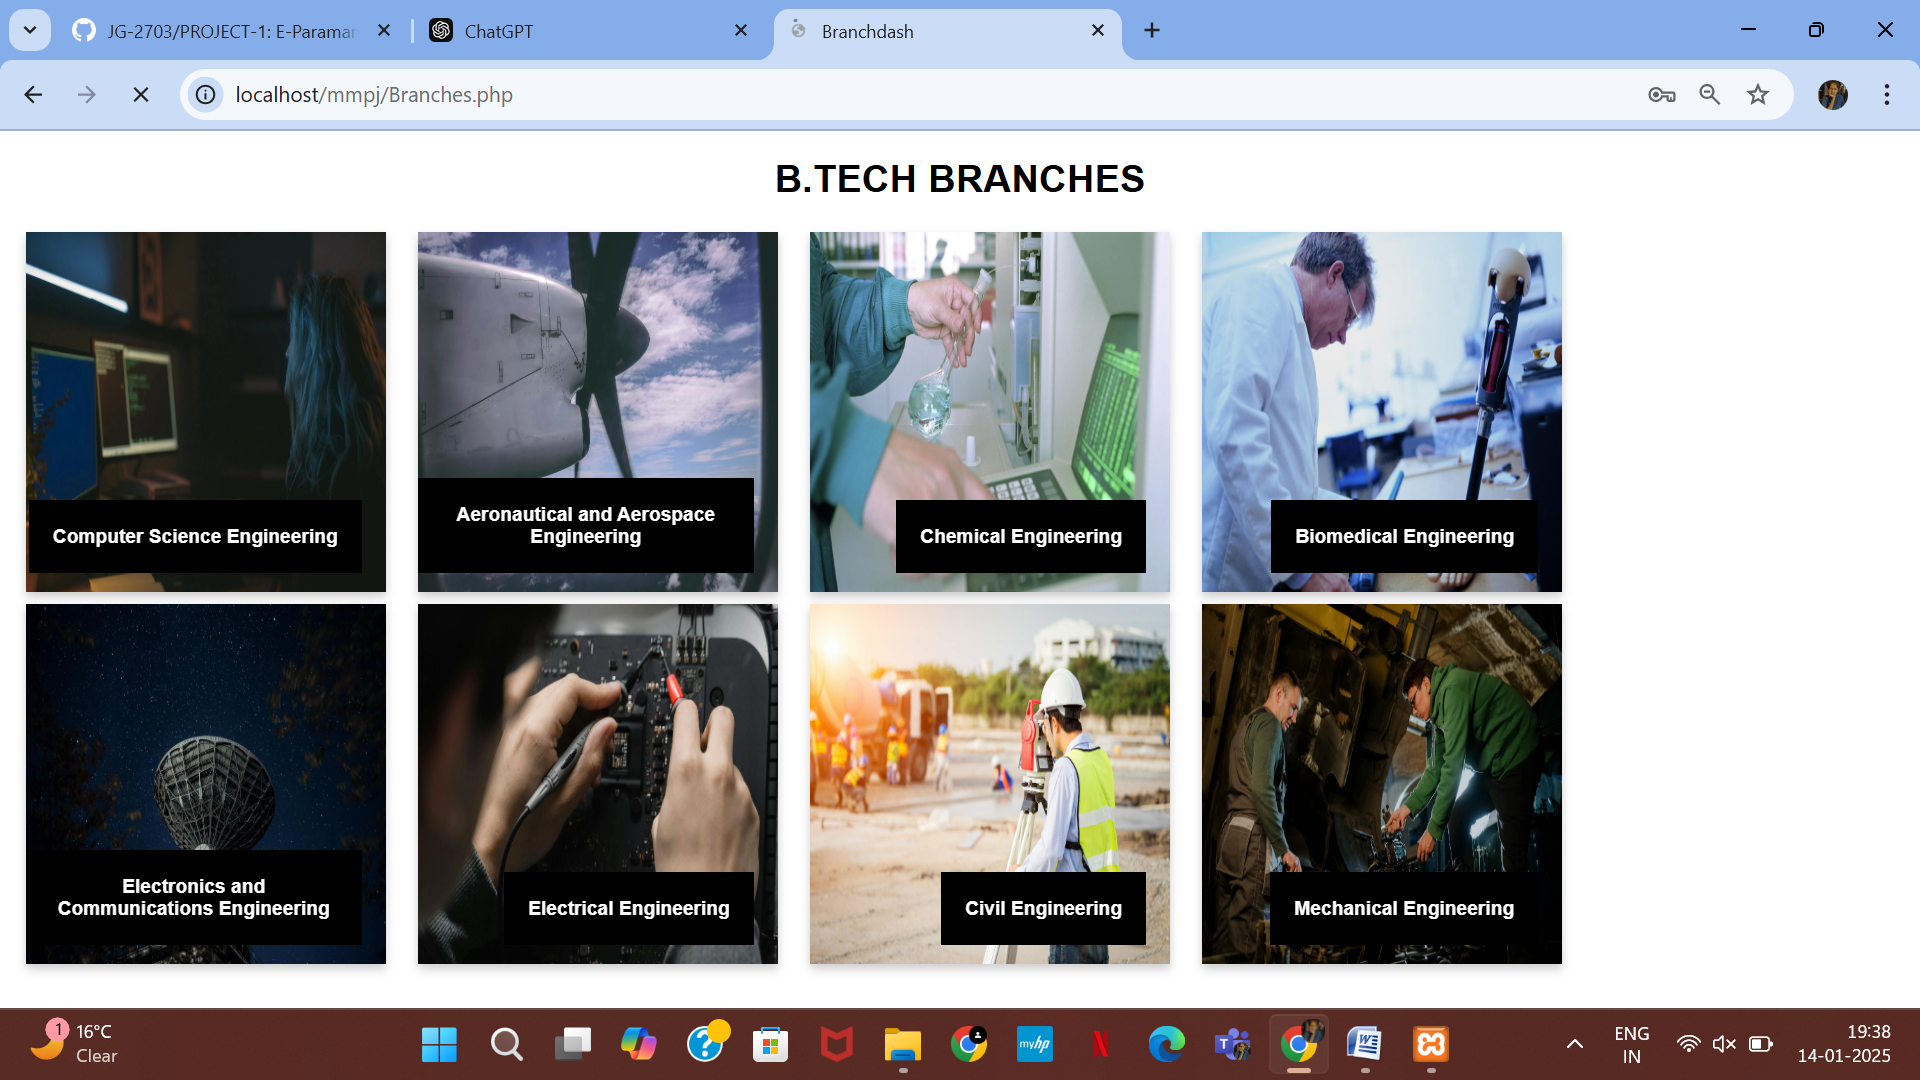 JG-2703/PROJECT-1: E-Paramar
ChatGPT
Branchdash
localhost/mmpj/Branches.php
B.TECH BRANCHES
Computer Science Engineering
Aeronautical and Aerospace
Engineering
Chemical Engineering
Biomedical Engineering
Electronics and
Communications Engineering
Electrical Engineering
Civil Engineering
Mechanical Engineering
1
16°C
Clear
myhp
ENG
IN
19:38
14-01-2025